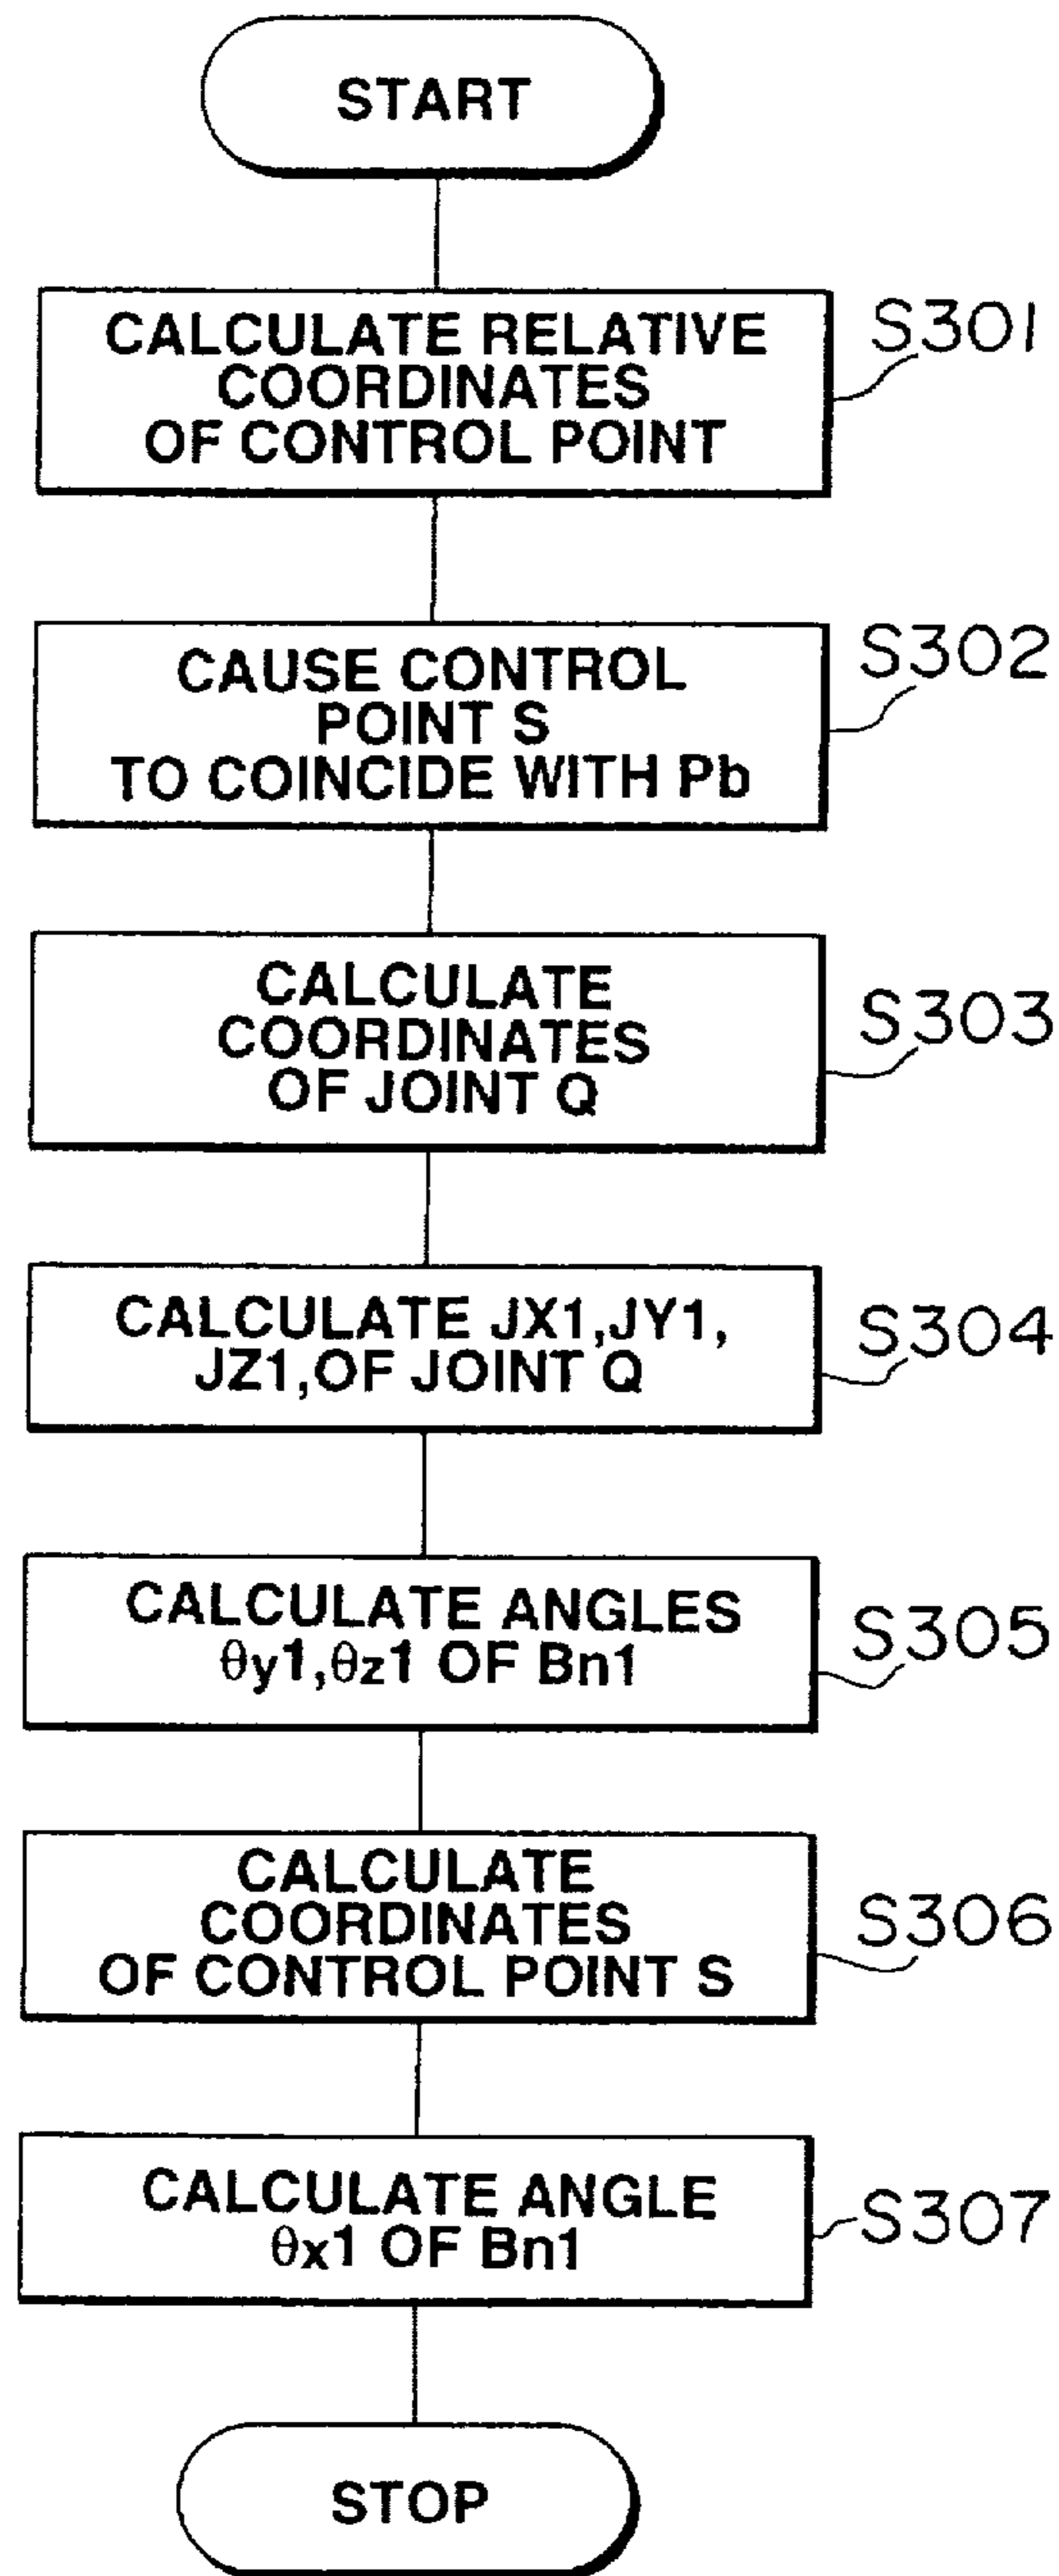 START
CALCULATE RELATIVE
COORDINATES
OF CONTROL POINT
S301
CAUSE CONTROL
POINT S
TO COINCIDE WITH Pb
S302
CALCULATE
COORDINATES
OF JOINT Q
S303
CALCULATE JX1,JY1,
JZ1,OF JOINT Q
S304
CALCULATE ANGLES
θy1,θz1 OF Bn1
S305
CALCULATE
COORDINATES
OF CONTROL POINT S
S306
CALCULATE ANGLE
θx1 OF Bn1
S307
STOP